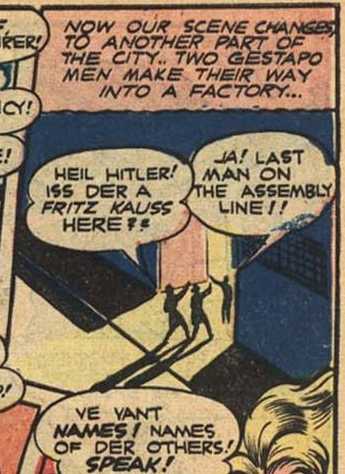 NOW OUR SCENE CHANGES,
TO ANOTHER PART OF
THE CITY.. TWO GESTAPO
MEN MAKE THEIR WAY
INTO A FACTORY...
HEIL HITLER!
ISS DER A
FRITZ KAUSS
HERE?!
JA! LAST
MAN ON
THE ASSEMBLY
LINE!!
VE VANT
NAMES! NAMES
OF DER OTHERS!
SPEAK!